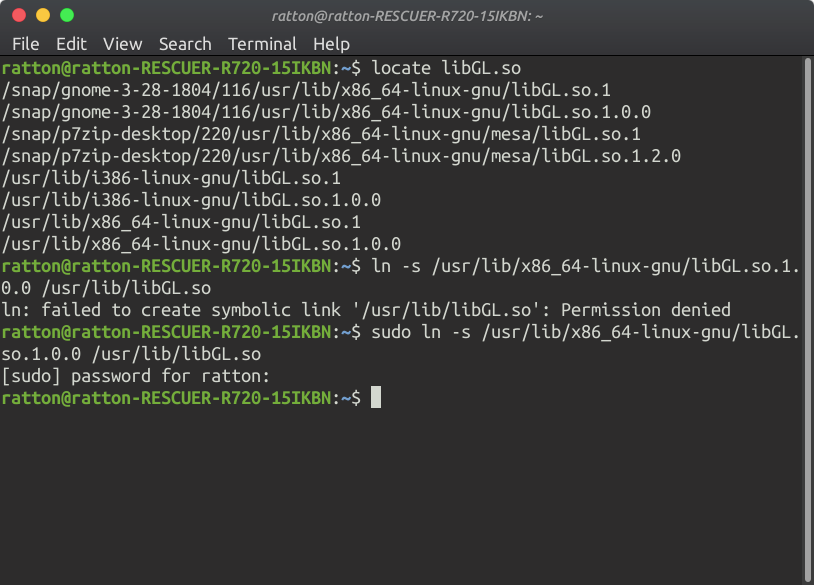 ratton@ratton-RESCUER-R720-15IKBN: ~
File Edit View Search Terminal Help
ratton@ratton-RESCUER-R720-15IKBN:~$ locate libGL.so
/snap/gnome-3-28-1804/116/usr/lib/x86_64-linux-gnu/libGL.so.1
/snap/gnome-3-28-1804/116/usr/lib/x86_64-linux-gnu/libGL.so.1.0.0
/snap/p7zip-desktop/220/usr/lib/x86_64-linux-gnu/mesa/libGL.so.1
/snap/p7zip-desktop/220/usr/lib/x86_64-linux-gnu/mesa/libGL.so.1.2.0
/usr/lib/i386-linux-gnu/libGL.so.1
/usr/lib/i386-linux-gnu/libGL.so.1.0.0
/usr/lib/x86_64-linux-gnu/libGL.so.1
/usr/lib/x86_64-linux-gnu/libGL.so.1.0.0
ratton@ratton-RESCUER-R720-15IKBN:~$ ln -s /usr/lib/x86_64-linux-gnu/libGL.so.1.
0.0 /usr/lib/libGL.so
ln: failed to create symbolic link '/usr/lib/libGL.so': Permission denied
ratton@ratton-RESCUER-R720-15IKBN:~$ sudo ln -s /usr/lib/x86_64-linux-gnu/libGL.
so.1.0.0 /usr/lib/libGL.so
[sudo] password for ratton:
ratton@ratton-RESCUER-R720-15IKBN:~$